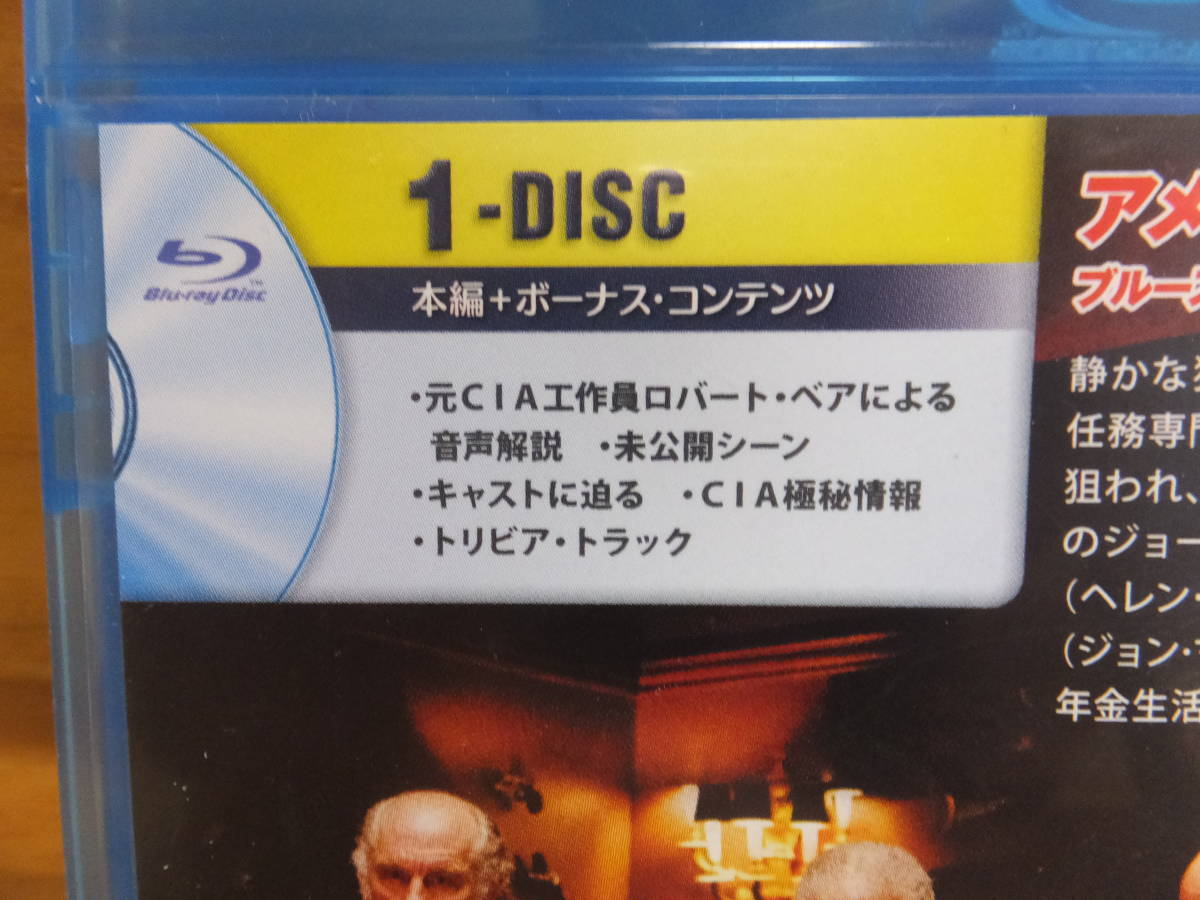 1-DISC
Blu-ray Disc
本編+ボーナス・コンテンツ
・元CIA工作員ロバート・ベアによる
音声解説 ・未公開シーン
・キャストに迫る ・CIA極秘情報
・トリビア・トラック
アメ
ブルー
静かな
任務専門
狙われ、
のジョー
(ヘレン・
(ジョン・
年金生活